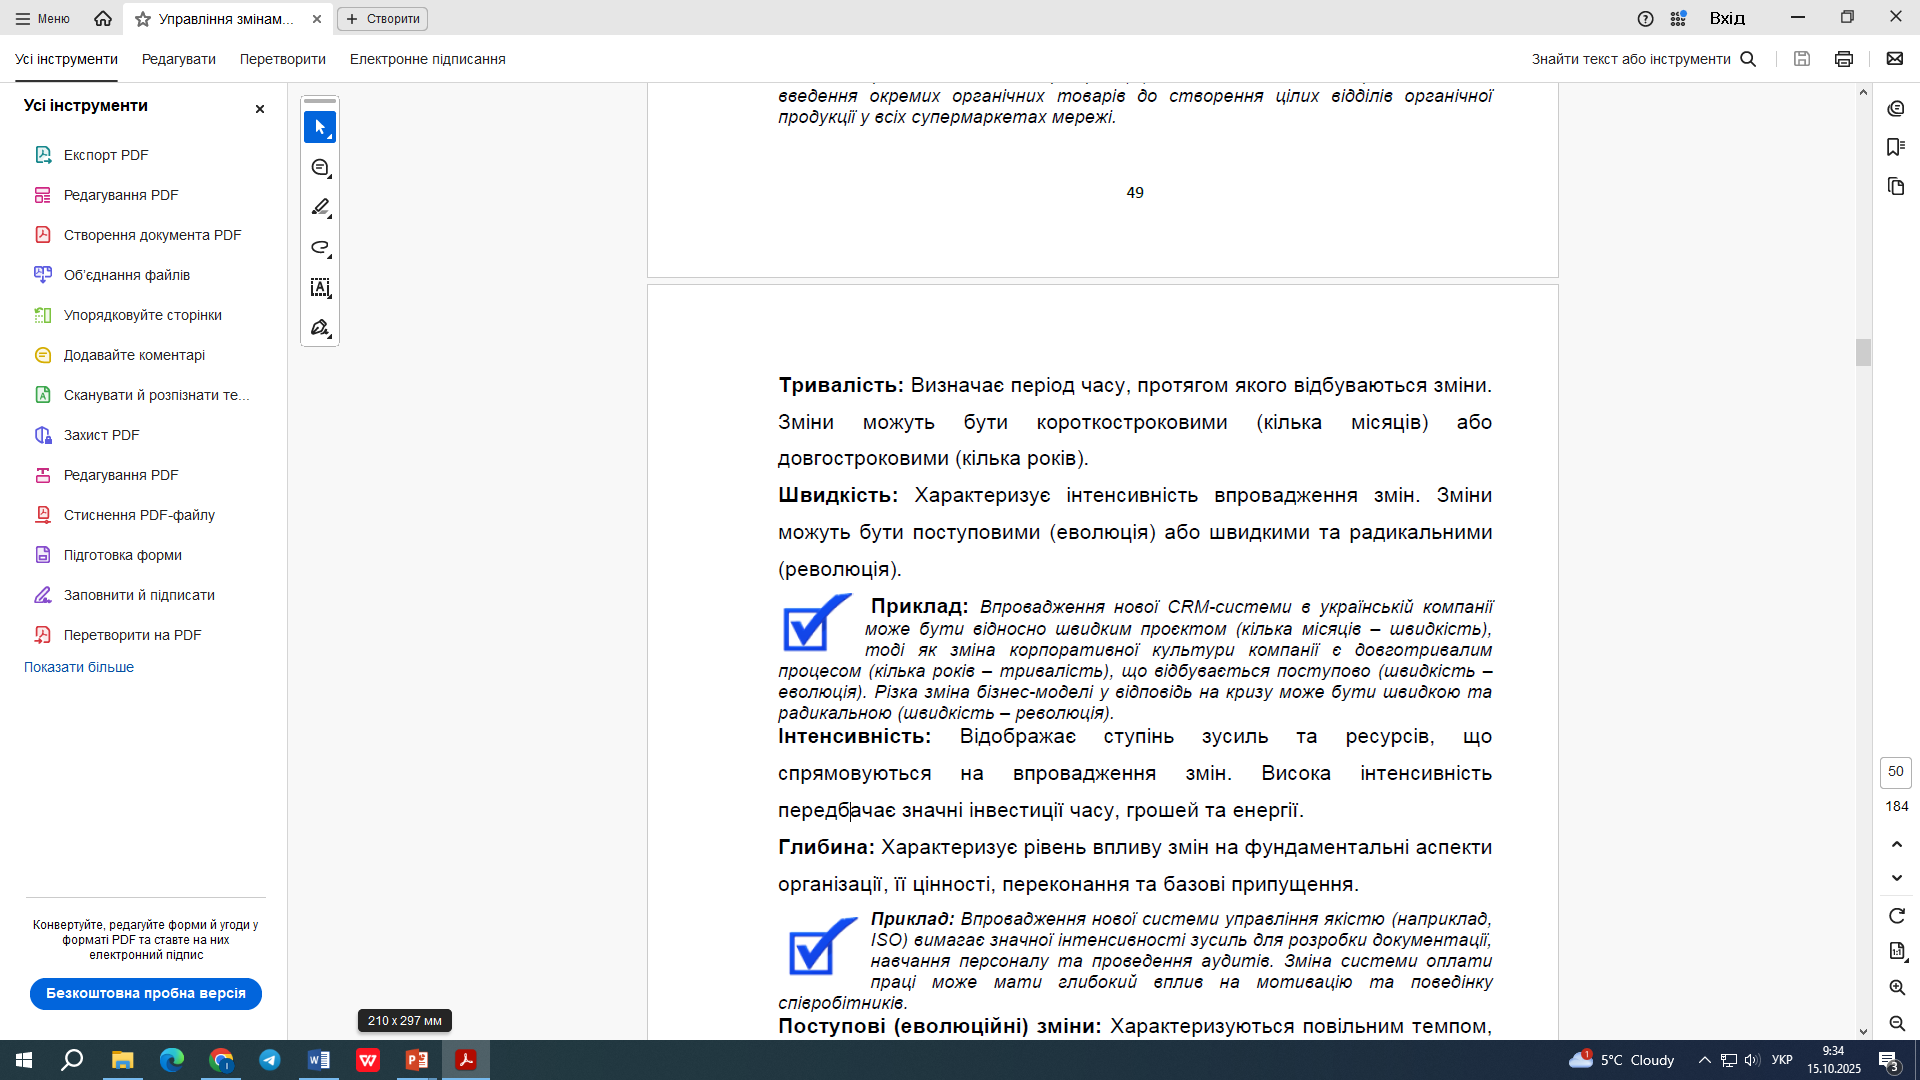 Меню
Управління змінам...
Створити
Вхід
Усі інструменти
Редагувати
Перетворити
Електронне підписання
Знайти текст або інструменти
Усі інструменти
Експорт PDF
Редагування PDF
Створення документа PDF
Об'єднання файлів
Упорядковуйте сторінки
Додавайте коментарі
Сканувати й розпізнати те...
Захист PDF
Редагування PDF
Стиснення PDF-файлу
Підготовка форми
Заповнити й підписати
Перетворити на PDF
Показати більше
Конвертуйте, редагуйте форми й угоди у
форматі PDF та ставте на них
електронний підпис
Безкоштовна пробна версія
введення окремих органічних товарів до створення цілих відділів органічної
продукції у всіх супермаркетах мережі.
49
Тривалість: Визначає період часу, протягом якого відбуваються зміни.
Зміни можуть бути короткостроковими (кілька місяців) або
довгостроковими (кілька років).
Швидкість: Характеризує інтенсивність впровадження змін. Зміни
можуть бути поступовими (еволюція) або швидкими та радикальними
(революція).
Приклад: Впровадження нової CRM-системи в українській компанії
може бути відносно швидким проєктом (кілька місяців – швидкість),
тоді як зміна корпоративної культури компанії є довготривалим
процесом (кілька років – тривалість), що відбувається поступово (швидкість –
еволюція). Різка зміна бізнес-моделі у відповідь на кризу може бути швидкою та
радикальною (швидкість – революція).
Інтенсивність: Відображає ступінь зусиль та ресурсів, що
спрямовуються на впровадження змін. Висока інтенсивність
передбачає значні інвестиції часу, грошей та енергії.
Глибина: Характеризує рівень впливу змін на фундаментальні аспекти
організації, її цінності, переконання та базові припущення.
Приклад: Впровадження нової системи управління якістю (наприклад,
ISO) вимагає значної інтенсивності зусиль для розробки документації,
навчання персоналу та проведення аудитів. Зміна системи оплати
праці може мати глибокий вплив на мотивацію та поведінку
співробітників.
Поступові (еволюційні) зміни: Характеризуються повільним темпом,
210 x 297 мм
50
184
5°C Cloudy
УКР
9:34
15.10.2025
3